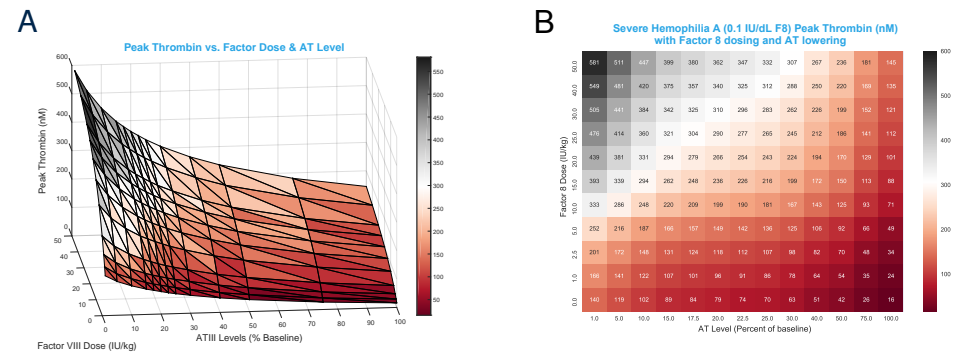 A
Peak Thrombin vs. Factor Dose & AT Level
600
500
400
300
200
100
0
Peak Thrombin (nM)
50
40
30
20
10
0
Factor VIII Dose (IU/kg)
0 10 20 30 40 50 60 70 80 90 100
ATIII Levels (% Baseline)
550
500
450
400
350
300
250
200
150
100
50
B
Severe Hemophilia A (0.1 IU/dL F8) Peak Thrombin (nM)
with Factor 8 dosing and AT lowering
Factor 8 Dose (IU/kg)
50.0 581 511 447 399 380 362 347 332 307 267 236 181 145
40.0 549 481 420 375 357 340 325 312 288 250 220 169 135
30.0 505 441 384 342 325 310 296 283 262 226 199 152 121
25.0 476 414 360 321 304 290 277 265 245 212 186 141 112
20.0 439 381 331 294 279 266 254 243 224 194 170 129 101
15.0 393 339 294 262 248 236 226 216 199 172 150 113 88
10.0 333 286 248 220 209 199 190 181 167 143 125 93 71
5.0 252 216 187 166 157 149 142 136 125 106 92 66 49
2.5 201 172 148 131 124 118 112 107 98 82 70 48 34
1.0 166 141 122 107 101 96 91 86 78 64 54 35 24
0.0 140 119 102 89 84 79 74 70 63 51 42 26 16
1.0 5.0 10.0 15.0 17.5 20.0 22.5 25.0 30.0 40.0 50.0 75.0 100.0
AT Level (Percent of baseline)
600
500
400
300
200
100